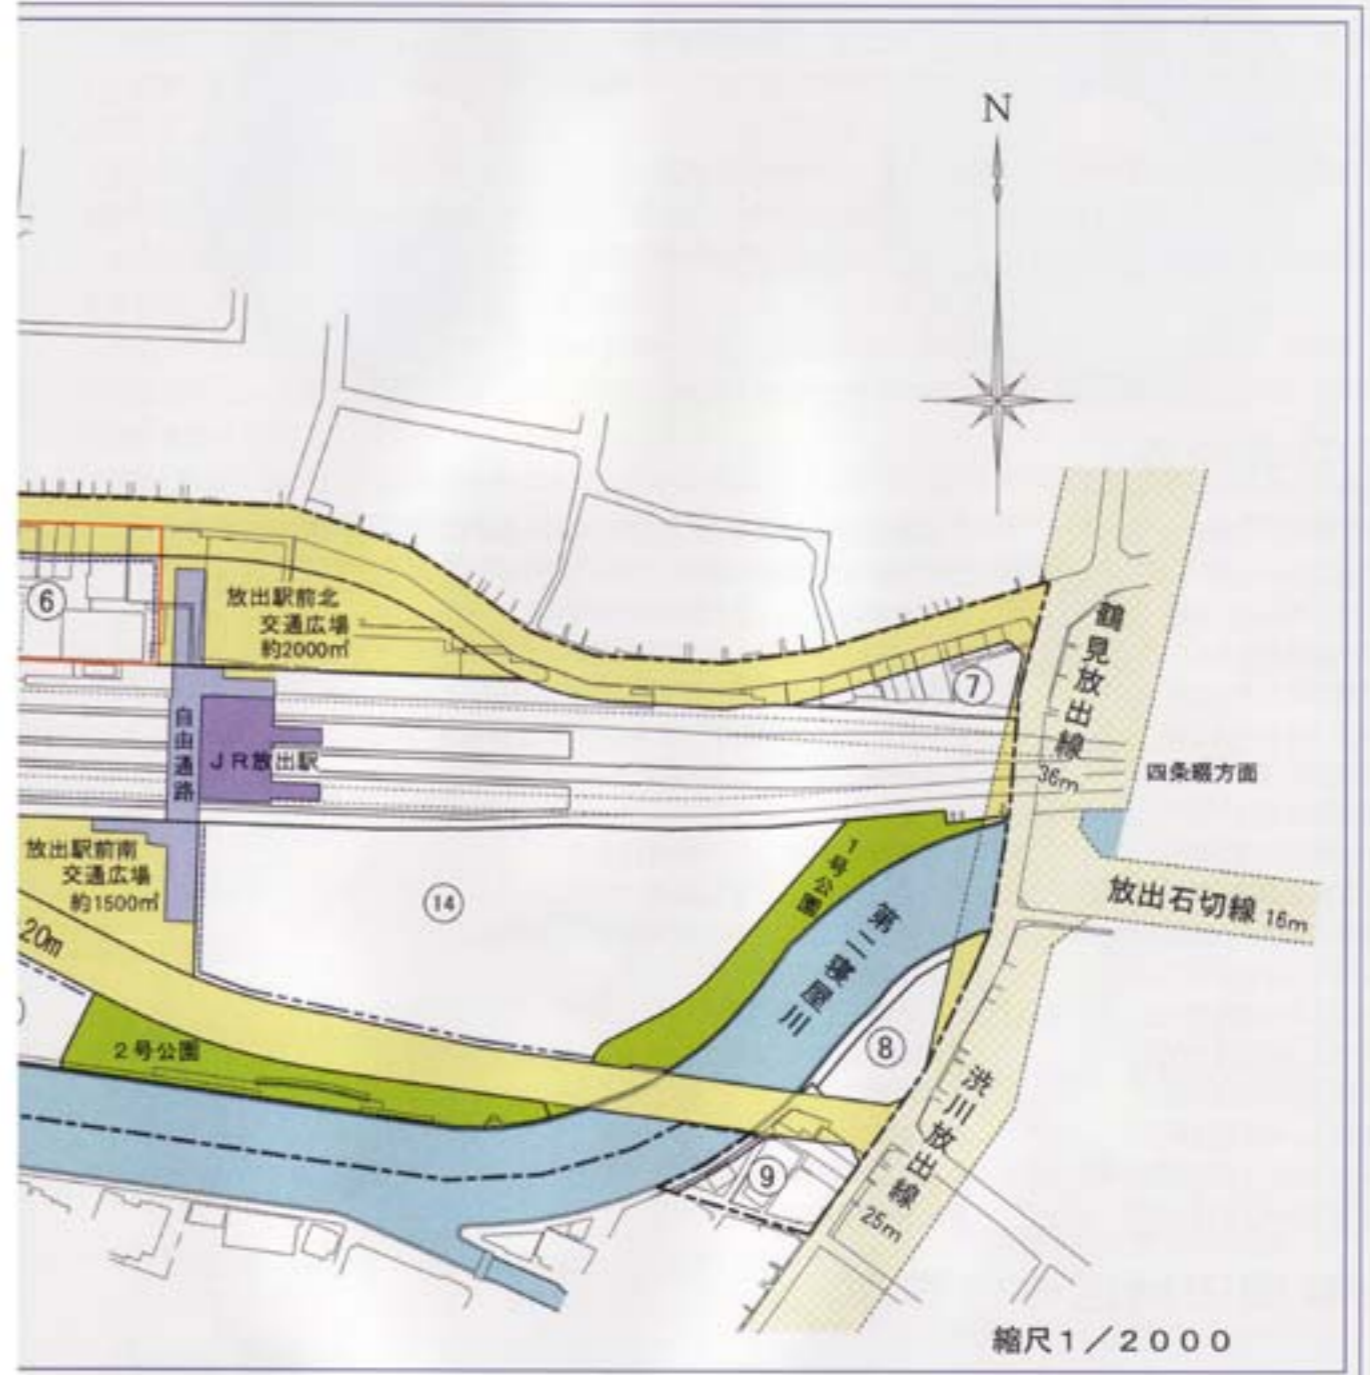 N
⑥
放出駅前北
交通広場
約2000㎡
⑦
鶴見放出線
36m
四条畷方面
自由通路
JR放出駅
放出駅前南
交通広場
約1500㎡
20m
⑭
1号公園
第二寝屋川
放出石切線 16m
2号公園
⑧
渋川放出線
25m
⑨
縮尺1/2000